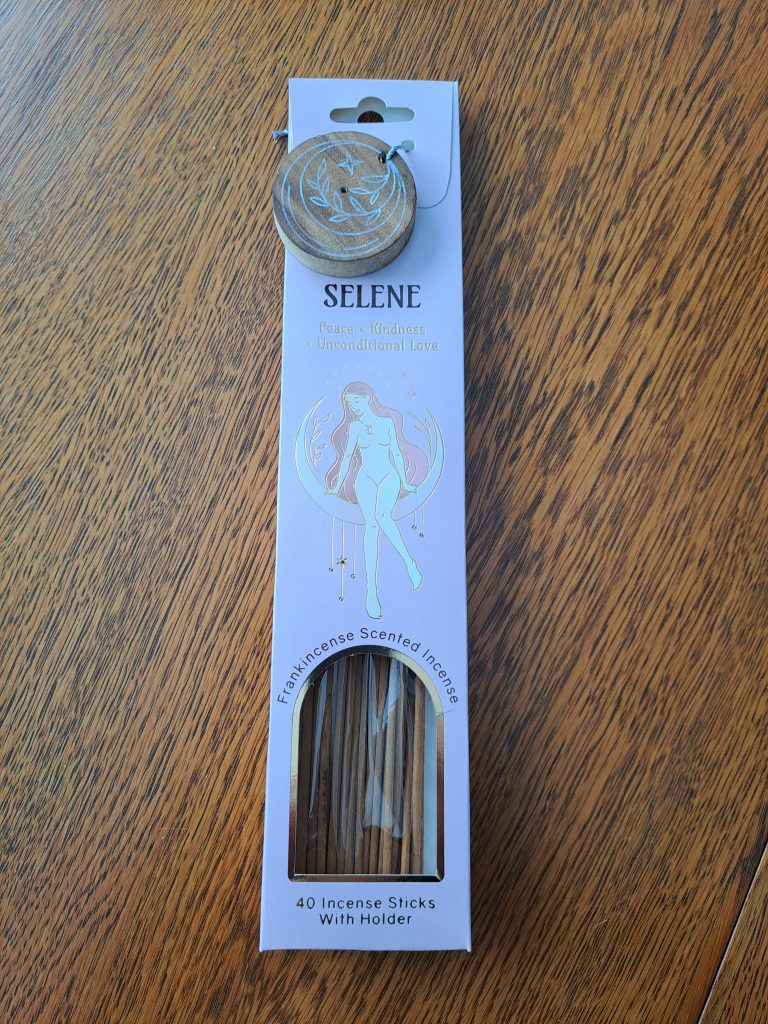 SELENE
Peace & Kindness
& Unconditional Love
Frankincense Scented Incense
40 Incense Sticks
With Holder